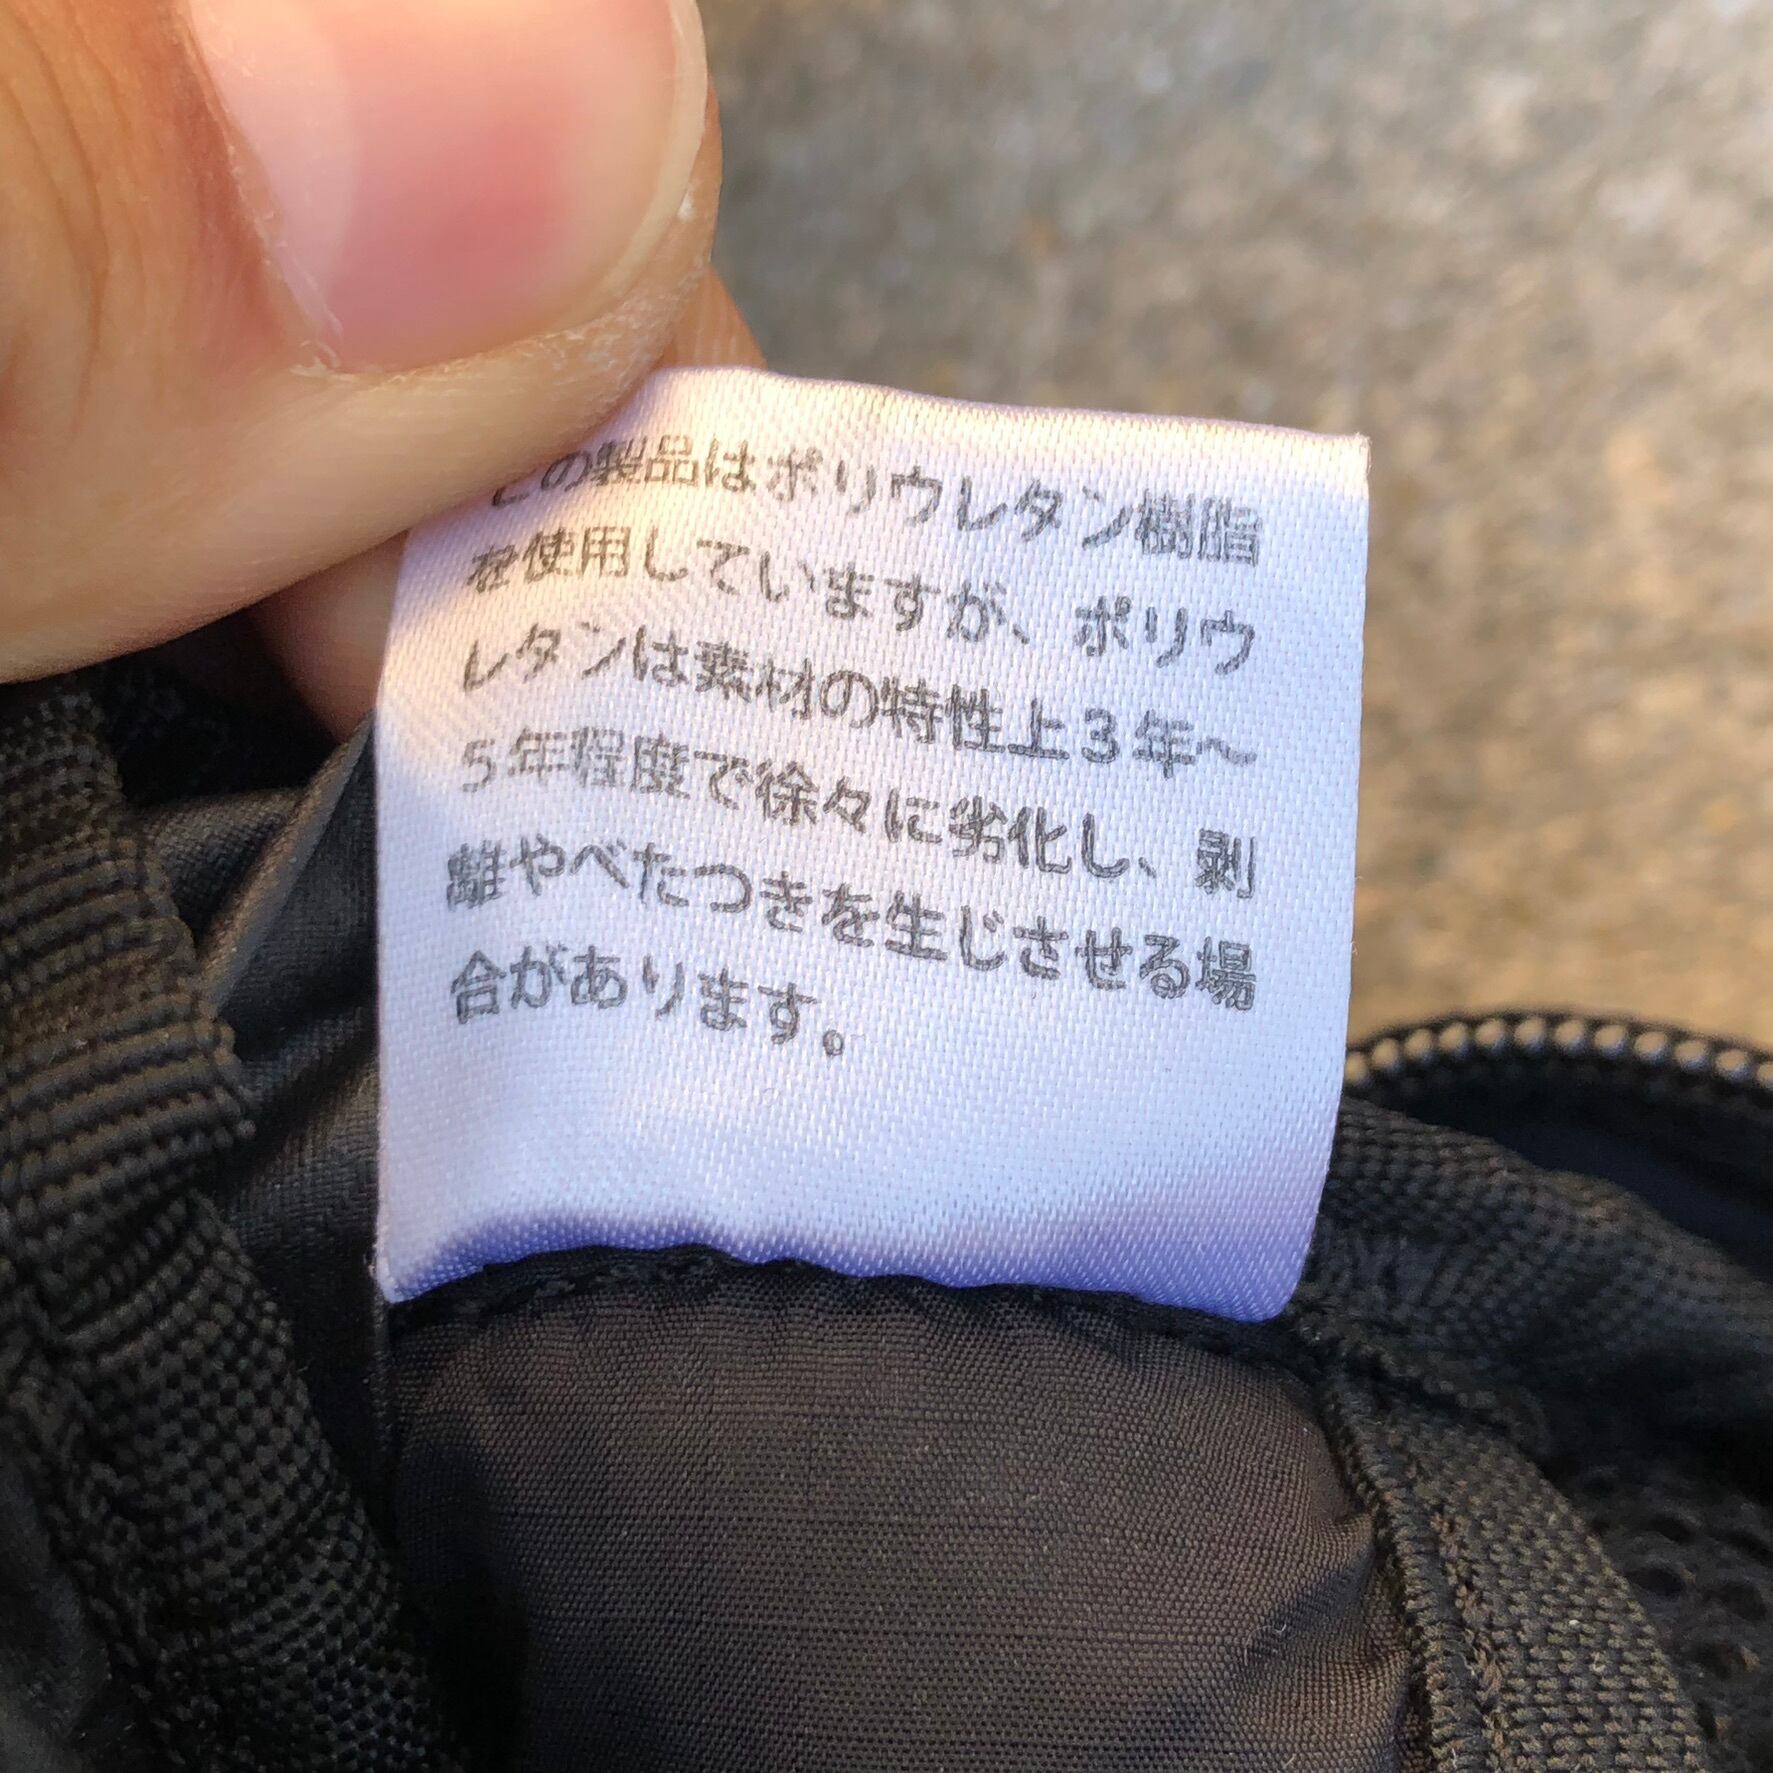 この製品はポリウレタン樹脂
を使用していますが、ポリウ
レタンは素材の特性上3年〜
5年程度で徐々に劣化し、剥
離やべたつきを生じさせる場
合があります。